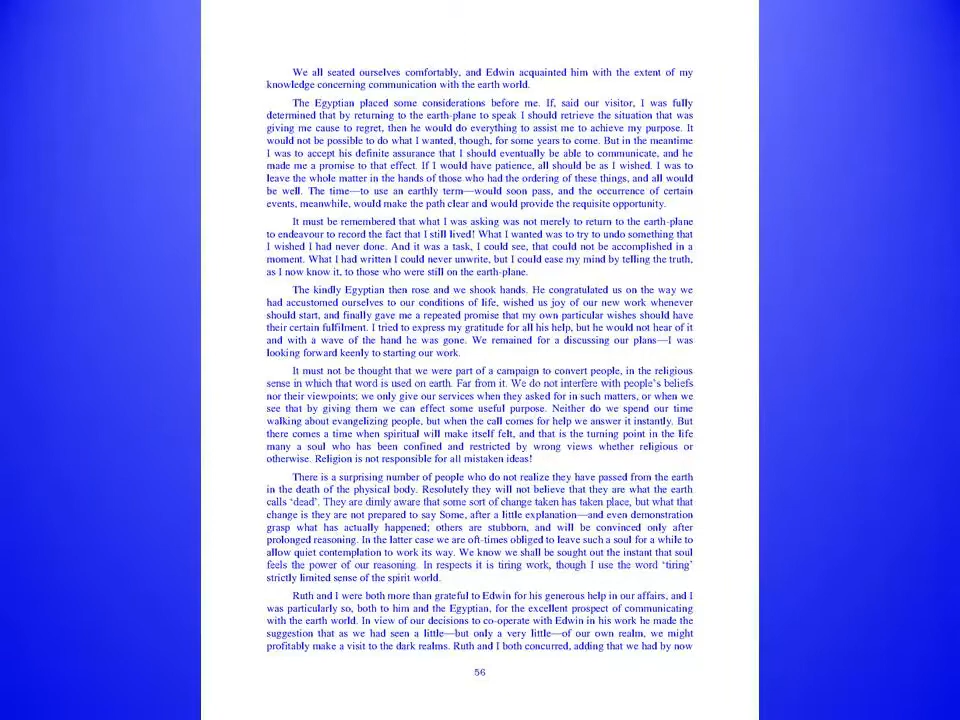 We all seated ourselves comfortably, and Edwin acquainted him with the extent of my
knowledge concerning communication with the earth world.
The Egyptian placed some considerations before me. If, said our visitor, I was fully
determined that by returning to the earth-plane to speak I should retrieve the situation that was
giving me cause to regret, then he would do everything to assist me to achieve my purpose. It
would not be possible to do what I wanted, though, for some years to come. But in the meantime
I was to accept his definite assurance that I should eventually be able to communicate, and he
made me a promise to that effect. If I would have patience, all should be as I wished. I was to
leave the whole matter in the hands of those who had the ordering of these things, and all would
be well. The time—to use an earthly term—would soon pass, and the occurrence of certain
events, meanwhile, would make the path clear and would provide the requisite opportunity.
It must be remembered that what I was asking was not merely to return to the earth-plane
to endeavour to record the fact that I still lived! What I wanted was to try to undo something that
I wished I had never done. And it was a task, I could see, that could not be accomplished in a
moment. What I had written I could never unwrite, but I could ease my mind by telling the truth,
as I now know it, to those who were still on the earth-plane.
The kindly Egyptian then rose and we shook hands. He congratulated us on the way we
had accustomed ourselves to our conditions of life, wished us joy of our new work whenever
should start, and finally gave me a repeated promise that my own particular wishes should have
their certain fulfilment. I tried to express my gratitude for all his help, but he would not hear of it
and with a wave of the hand he was gone. We remained for a discussing our plans—I was
looking forward keenly to starting our work.
It must not be thought that we were part of a campaign to convert people, in the religious
sense in which that word is used on earth. Far from it. We do not interfere with people's beliefs
nor their viewpoints; we only give our services when they asked for in such matters, or when we
see that by giving them we can effect some useful purpose. Neither do we spend our time
walking about evangelizing people, but when the call comes for help we answer it instantly. But
there comes a time when spiritual will make itself felt, and that is the turning point in the life
many a soul who has been confined and restricted by wrong views whether religious or
otherwise. Religion is not responsible for all mistaken ideas!
There is a surprising number of people who do not realize they have passed from the earth
in the death of the physical body. Resolutely they will not believe that they are what the earth
calls ‘dead’. They are dimly aware that some sort of change taken has taken place, but what that
change is they are not prepared to say Some, after a little explanation—and even demonstration
grasp what has actually happened; others are stubborn, and will be convinced only after
prolonged reasoning. In the latter case we are oft-times obliged to leave such a soul for a while to
allow quiet contemplation to work its way. We know we shall be sought out the instant that soul
feels the power of our reasoning. In respects it is tiring work, though I use the word ‘tiring’
strictly limited sense of the spirit world.
Ruth and I were both more than grateful to Edwin for his generous help in our affairs, and I
was particularly so, both to him and the Egyptian, for the excellent prospect of communicating
with the earth world. In view of our decisions to co-operate with Edwin in his work he made the
suggestion that as we had seen a little—but only a very little—of our own realm, we might
profitably make a visit to the dark realms. Ruth and I both concurred, adding that we had by now
56